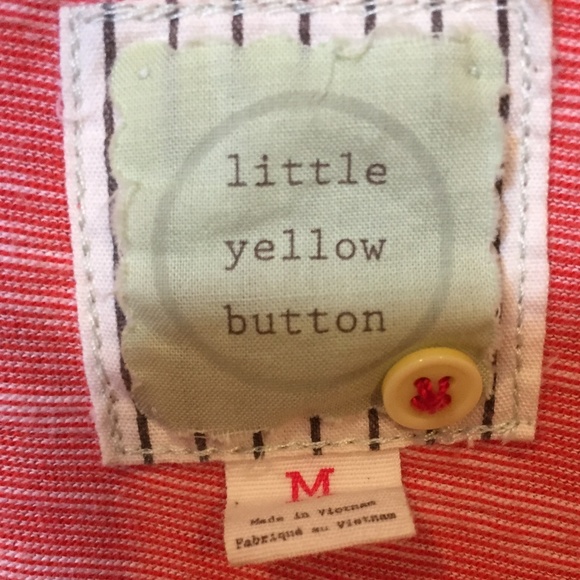 little
yellow
button
M
Made in Vietnam
Fabriqué au Vietnam